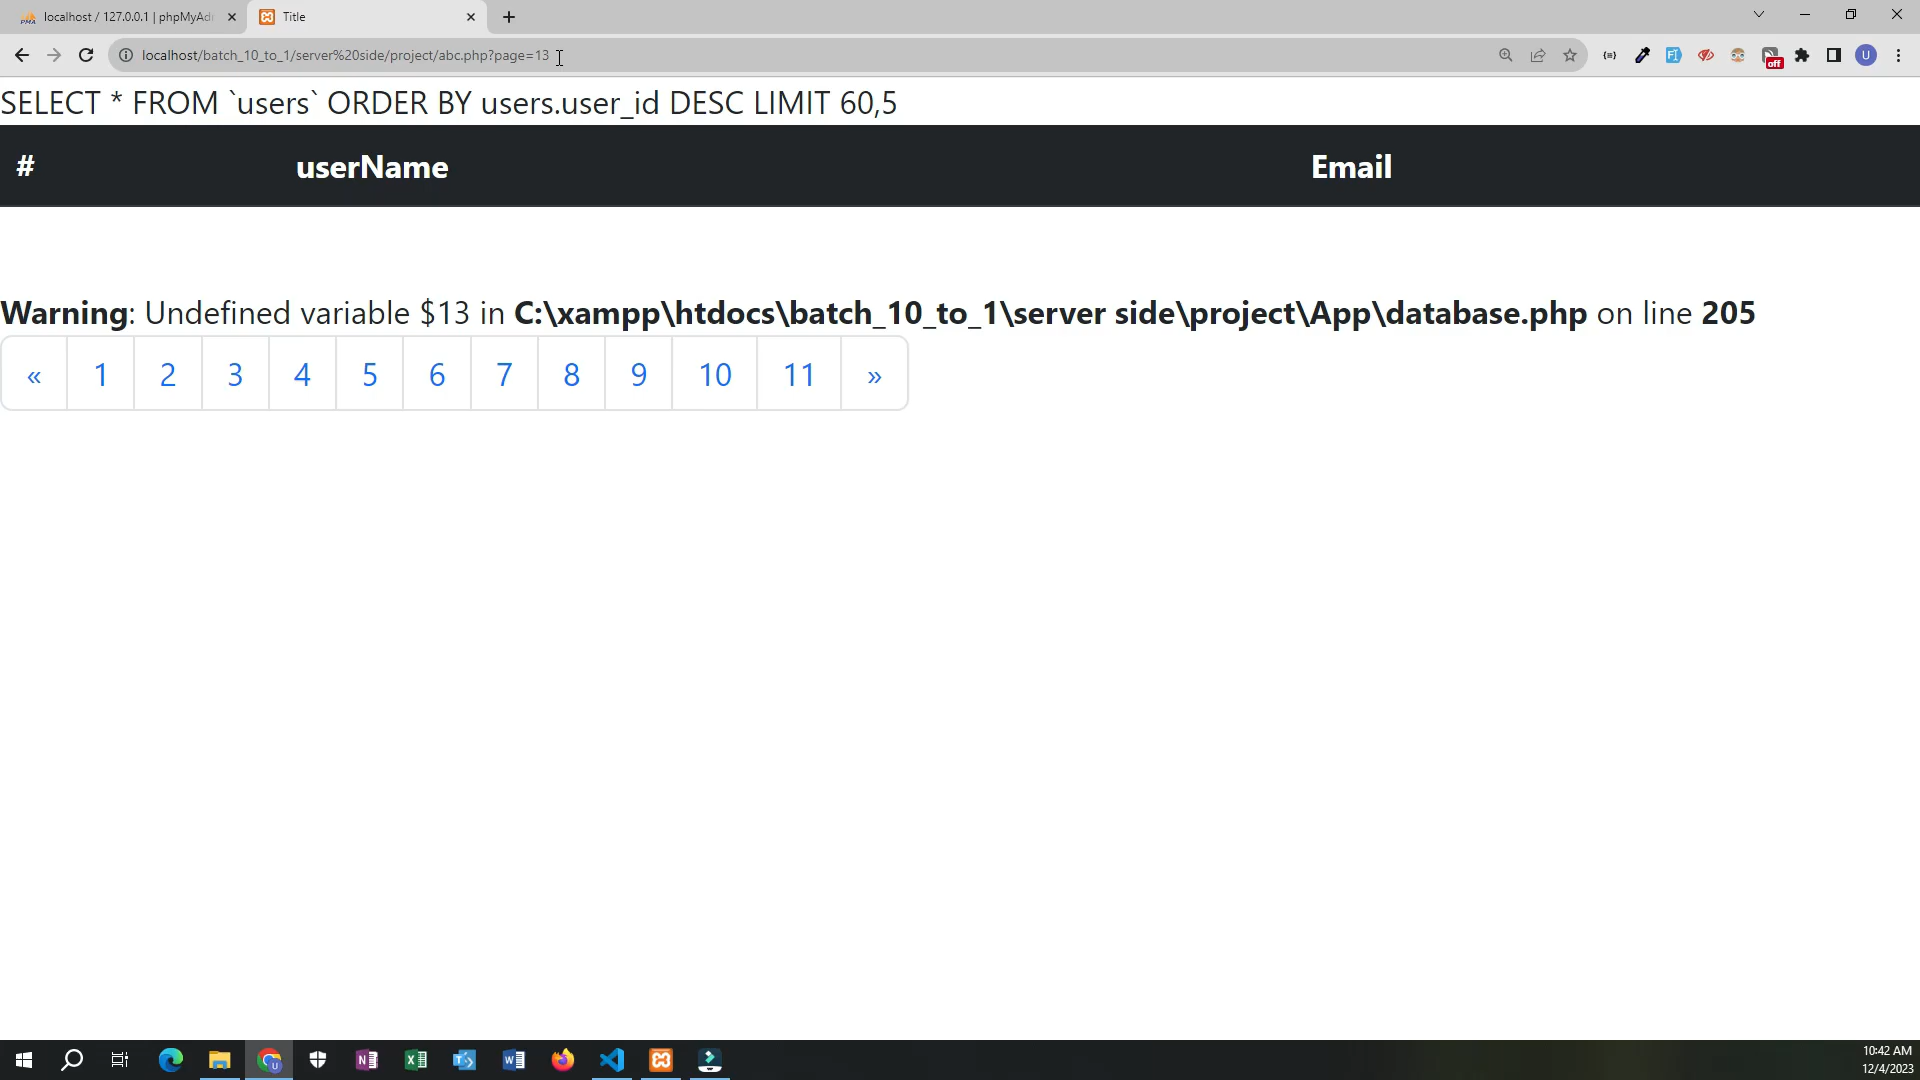 localhost / 127.0.0.1 | phpMyAd
Title
localhost/batch_10_to_1/server%20side/project/abc.php?page=13
off
U
SELECT * FROM `users` ORDER BY users.user_id DESC LIMIT 60,5
# userName Email
Warning: Undefined variable $13 in C:\xampp\htdocs\batch_10_to_1\server side\project\App\database.php on line 205
« 1 2 3 4 5 6 7 8 9 10 11 »
10:42 AM
12/4/2023